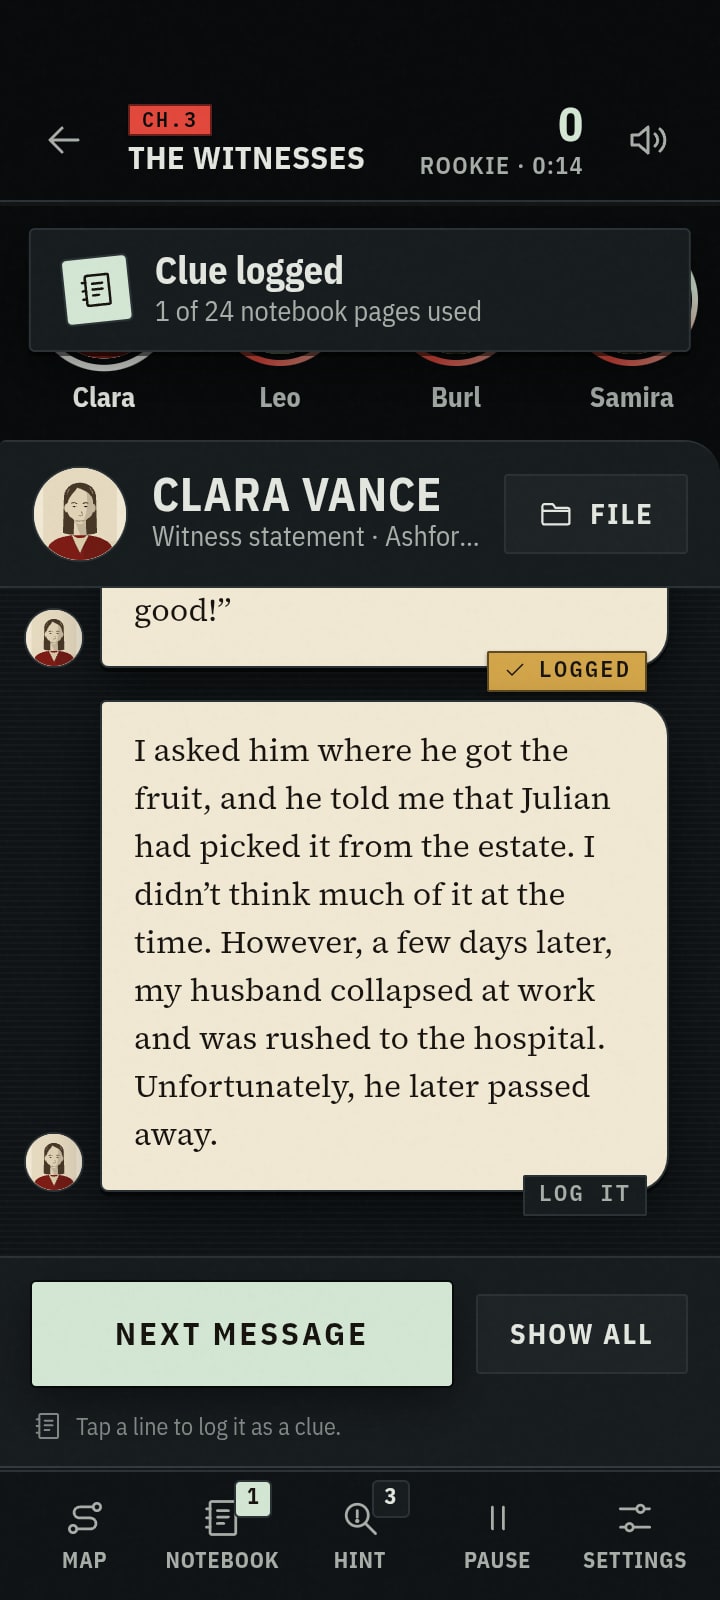 CH.3
THE WITNESSES
0
ROOKIE · 0:14
Clue logged
1 of 24 notebook pages used
Clara
Leo
Burl
Samira
CLARA VANCE
Witness statement · Ashfor...
FILE
good!”
LOGGED
I asked him where he got the
fruit, and he told me that Julian
had picked it from the estate. I
didn’t think much of it at the
time. However, a few days later,
my husband collapsed at work
and was rushed to the hospital.
Unfortunately, he later passed
away.
LOG IT
NEXT MESSAGE
SHOW ALL
Tap a line to log it as a clue.
1
3
MAP
NOTEBOOK
HINT
PAUSE
SETTINGS